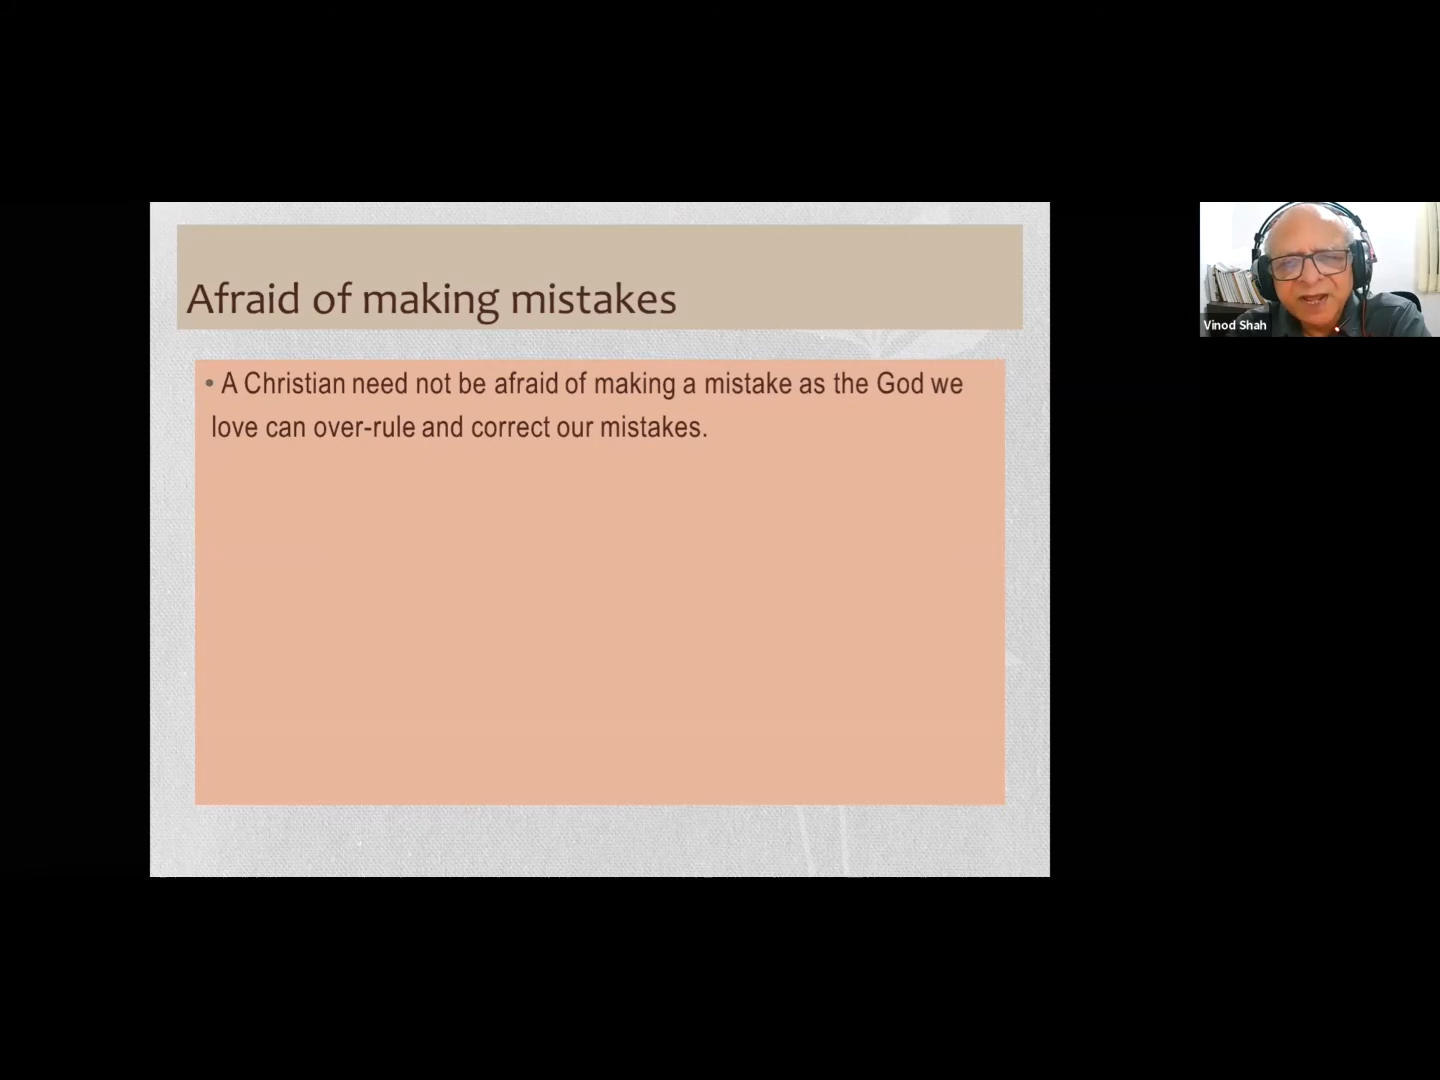 Afraid of making mistakes
• A Christian need not be afraid of making a mistake as the God we
love can over-rule and correct our mistakes.
Vinod Shah